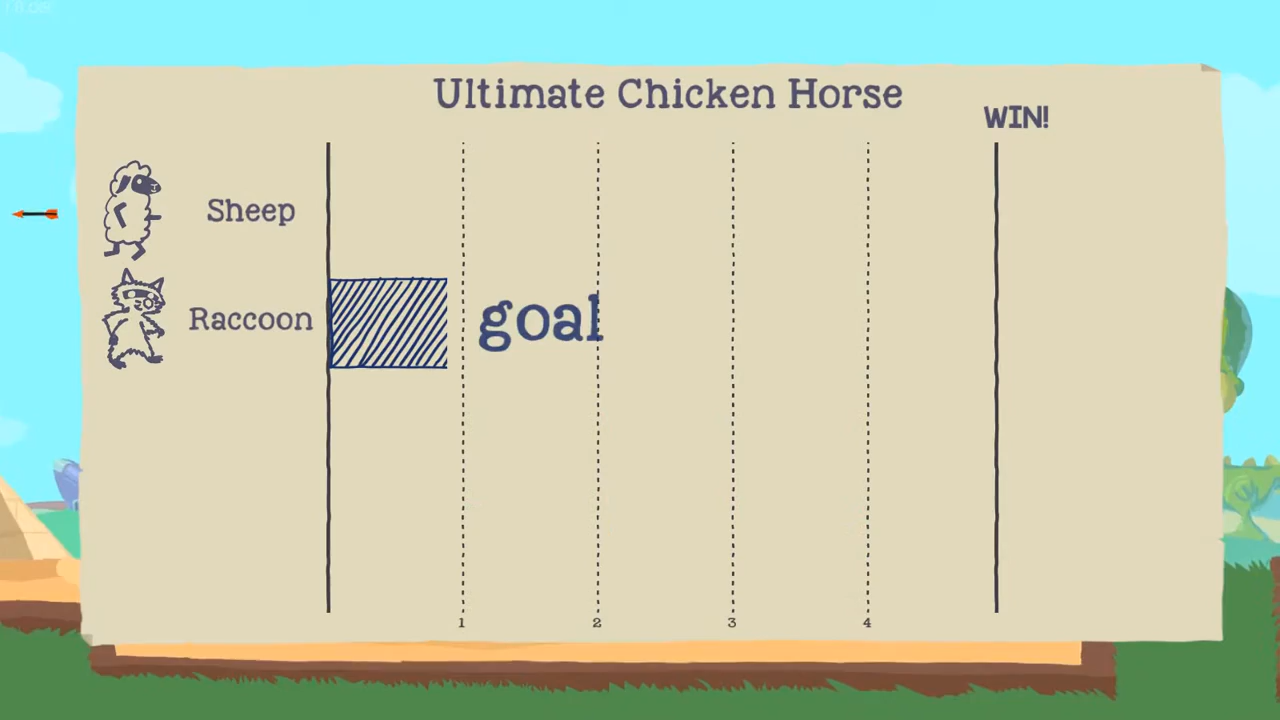 Ultimate Chicken Horse
WIN!
Sheep
Raccoon
goal
1 2 3 4